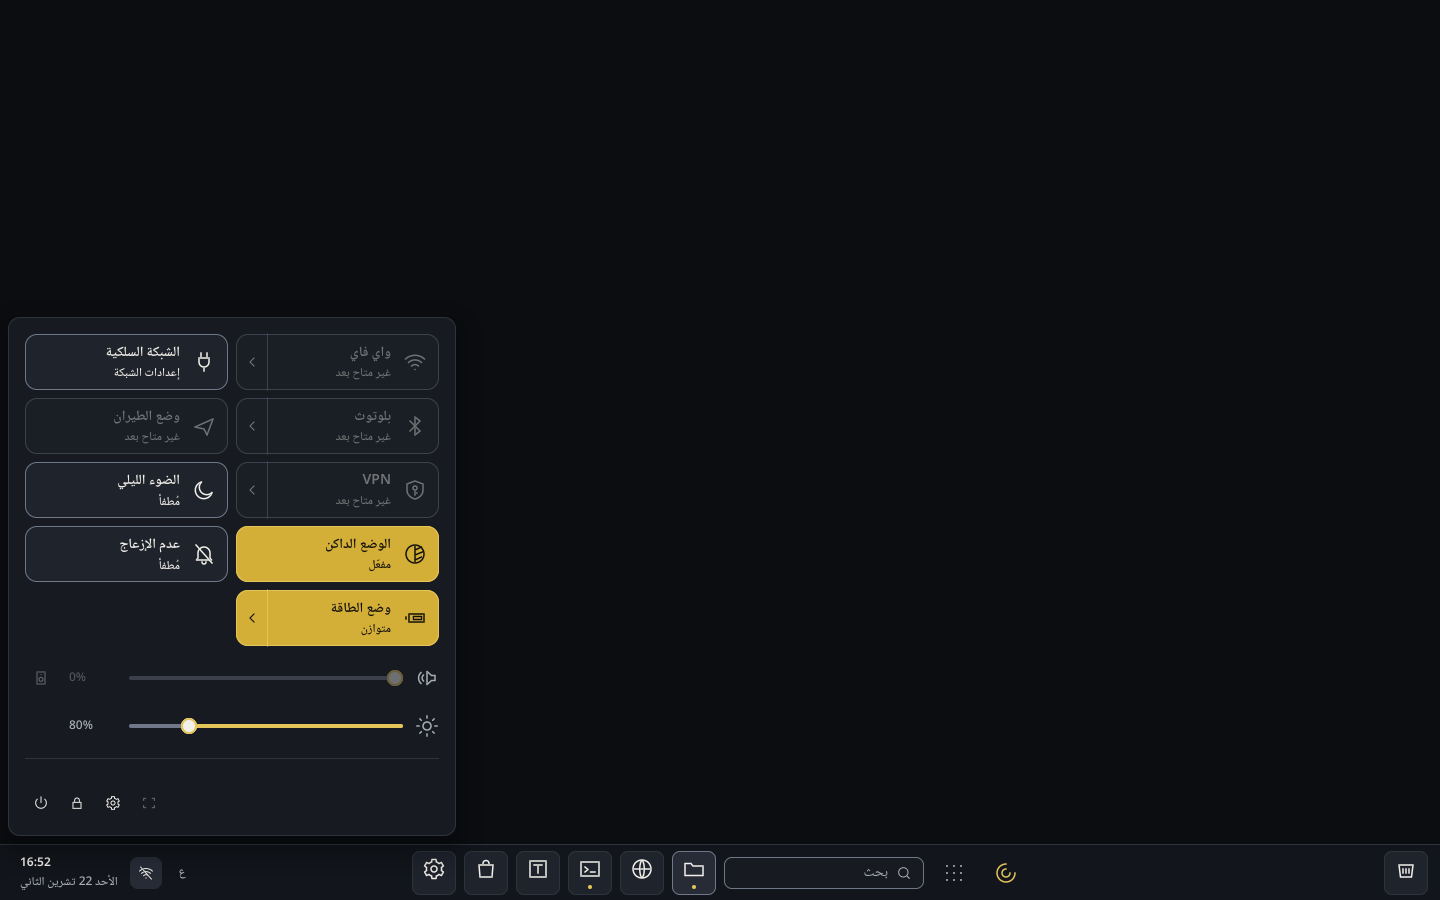 واي فاي
غير متاح بعد
الشبكة السلكية
إعدادات الشبكة
بلوتوث
غير متاح بعد
وضع الطيران
غير متاح بعد
VPN
غير متاح بعد
الضوء الليلي
مُطفأ
الوضع الداكن
مفعّل
عدم الإزعاج
مُطفأ
وضع الطاقة
متوازن
0%
80%
بحث
ع
16:52
الأحد 22 تشرين الثاني